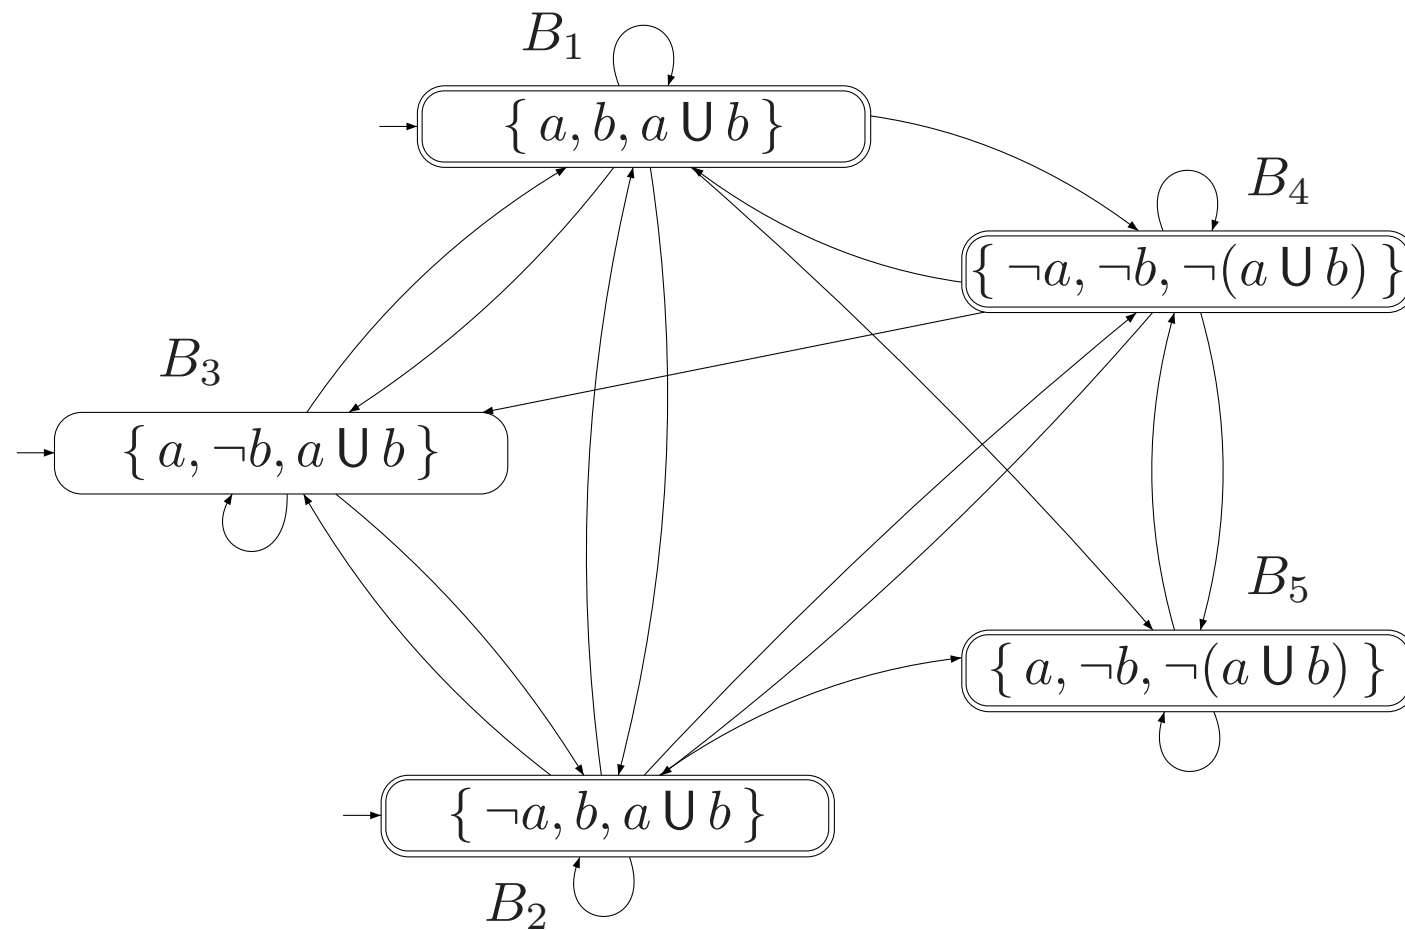 B₁
{ a, b, a U b }
B₄
{ ¬a, ¬b, ¬(a U b) }
B₃
{ a, ¬b, a U b }
B₅
{ a, ¬b, ¬(a U b) }
{ ¬a, b, a U b }
B₂